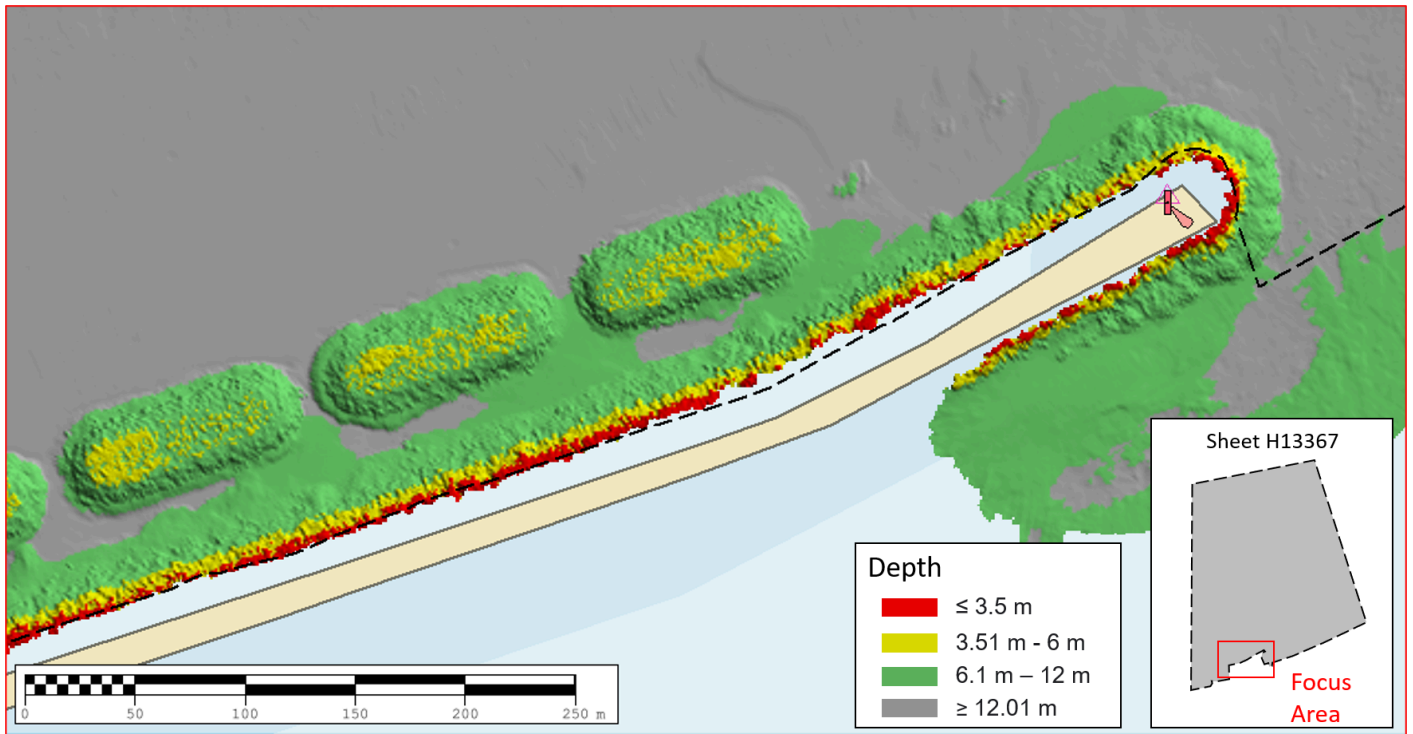 Sheet H13367
Focus
Area
Depth
≤ 3.5 m
3.51 m - 6 m
6.1 m – 12 m
≥ 12.01 m
0 50 100 150 200 250 m